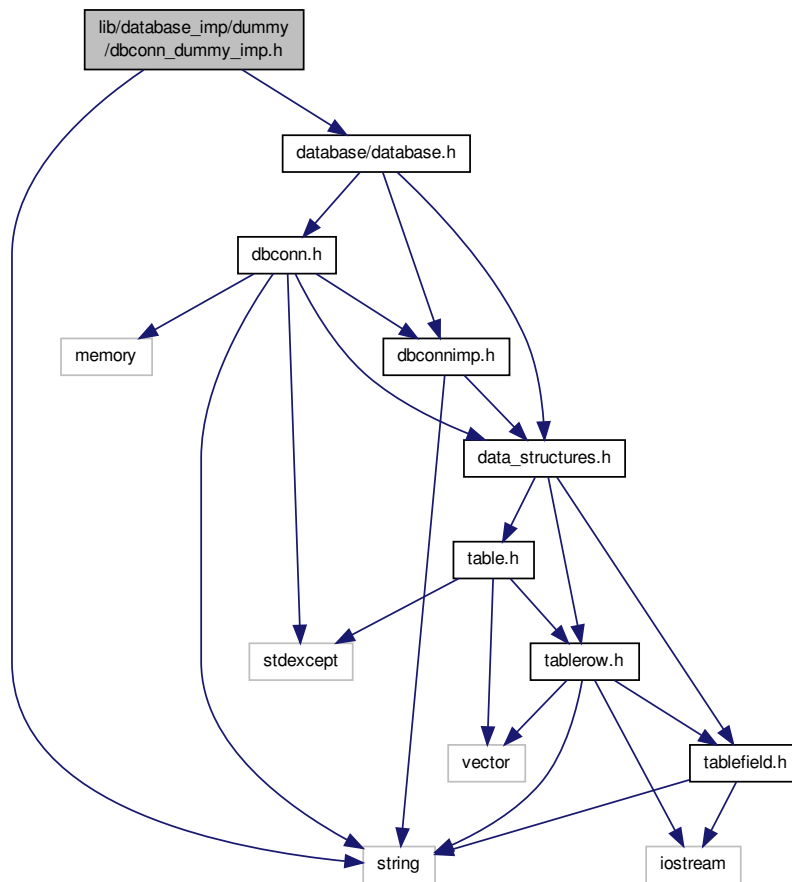 lib/database_imp/dummy
/dbconn_dummy_imp.h
database/database.h
dbconn.h
memory
dbconnimp.h
data_structures.h
table.h
stdexcept
tablerow.h
vector
tablefield.h
string
iostream